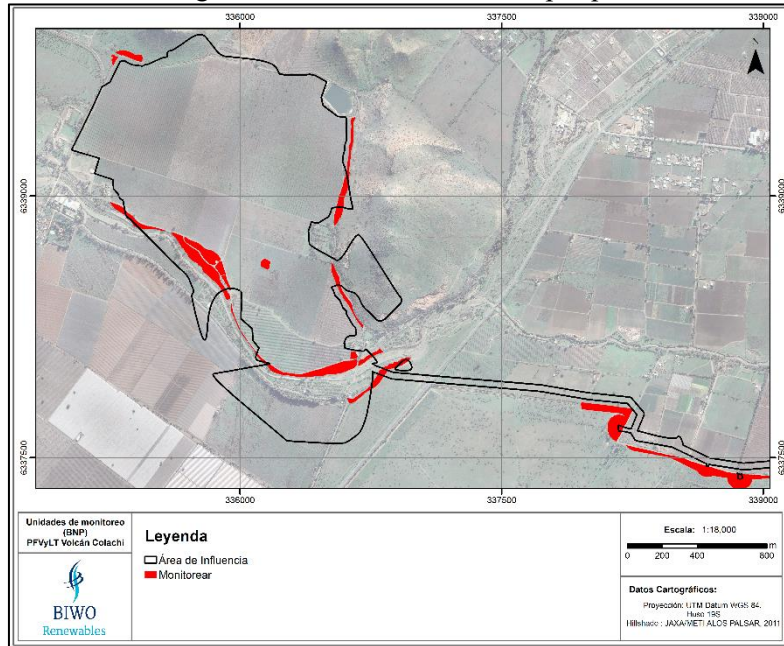 336000 337500 339000
6339000 6339000
6337500 6337500
336000 337500 339000
Unidades de monitoreo
(BNP)
PFVyLT Volcán Colachi
BIWO
Renewables
Leyenda
Área de Influencia
Monitorear
Escala: 1:18,000
m
0 200 400 800
Datos Cartográficos:
Proyección: UTM Datum WGS 84,
Huso 19S
Hillshade: JAXA/METI ALOS PALSAR, 2011